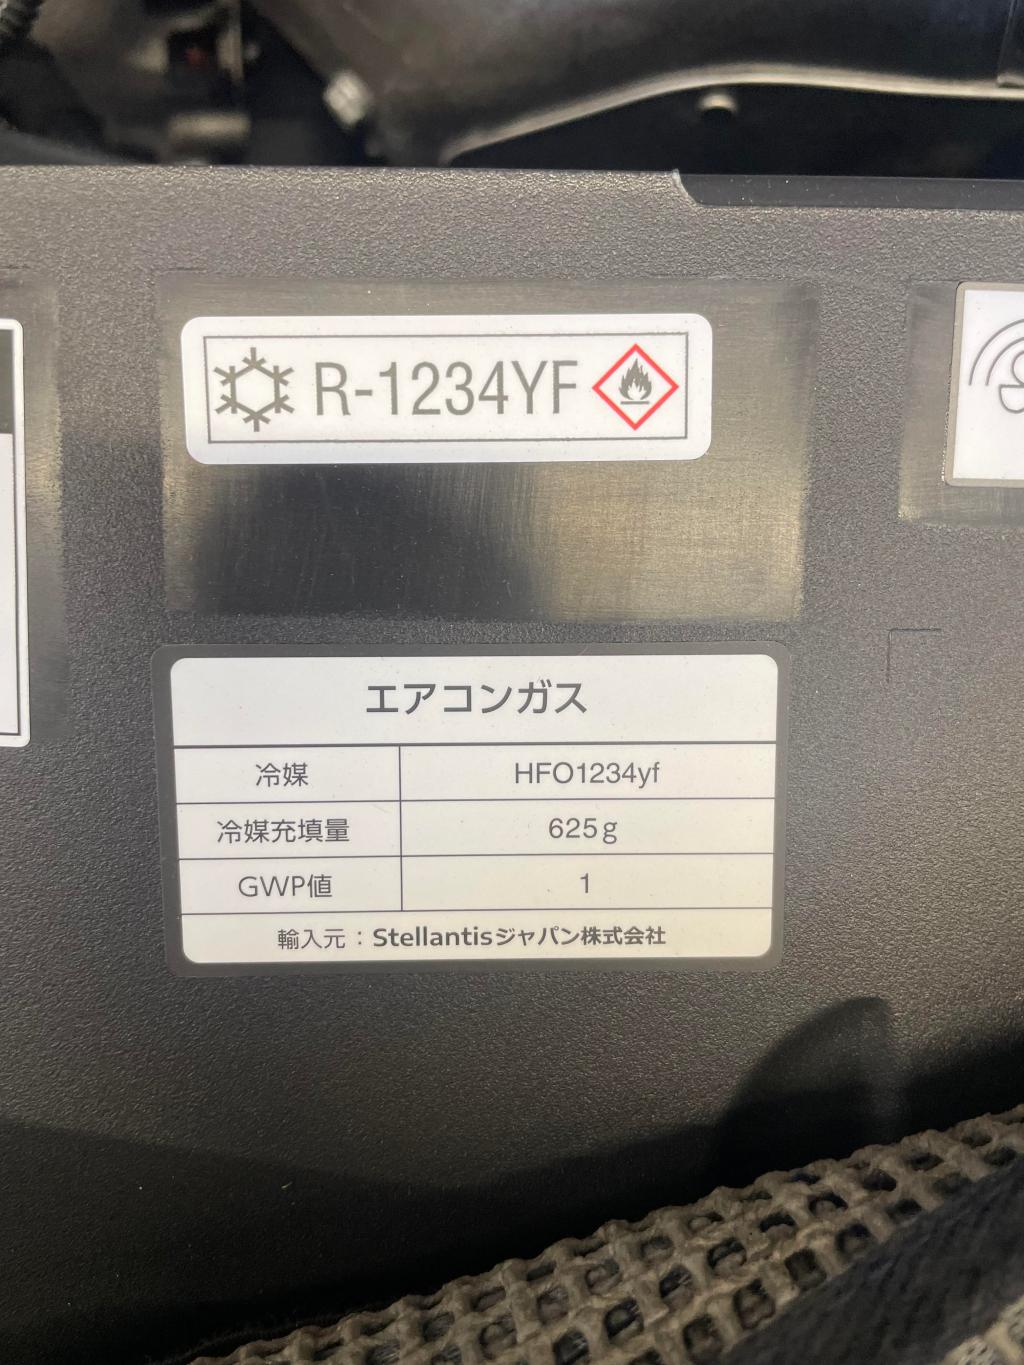 R-1234YF
エアコンガス
冷媒 HFO1234yf
冷媒充填量 625g
GWP値 1
輸入元：Stellantisジャパン株式会社